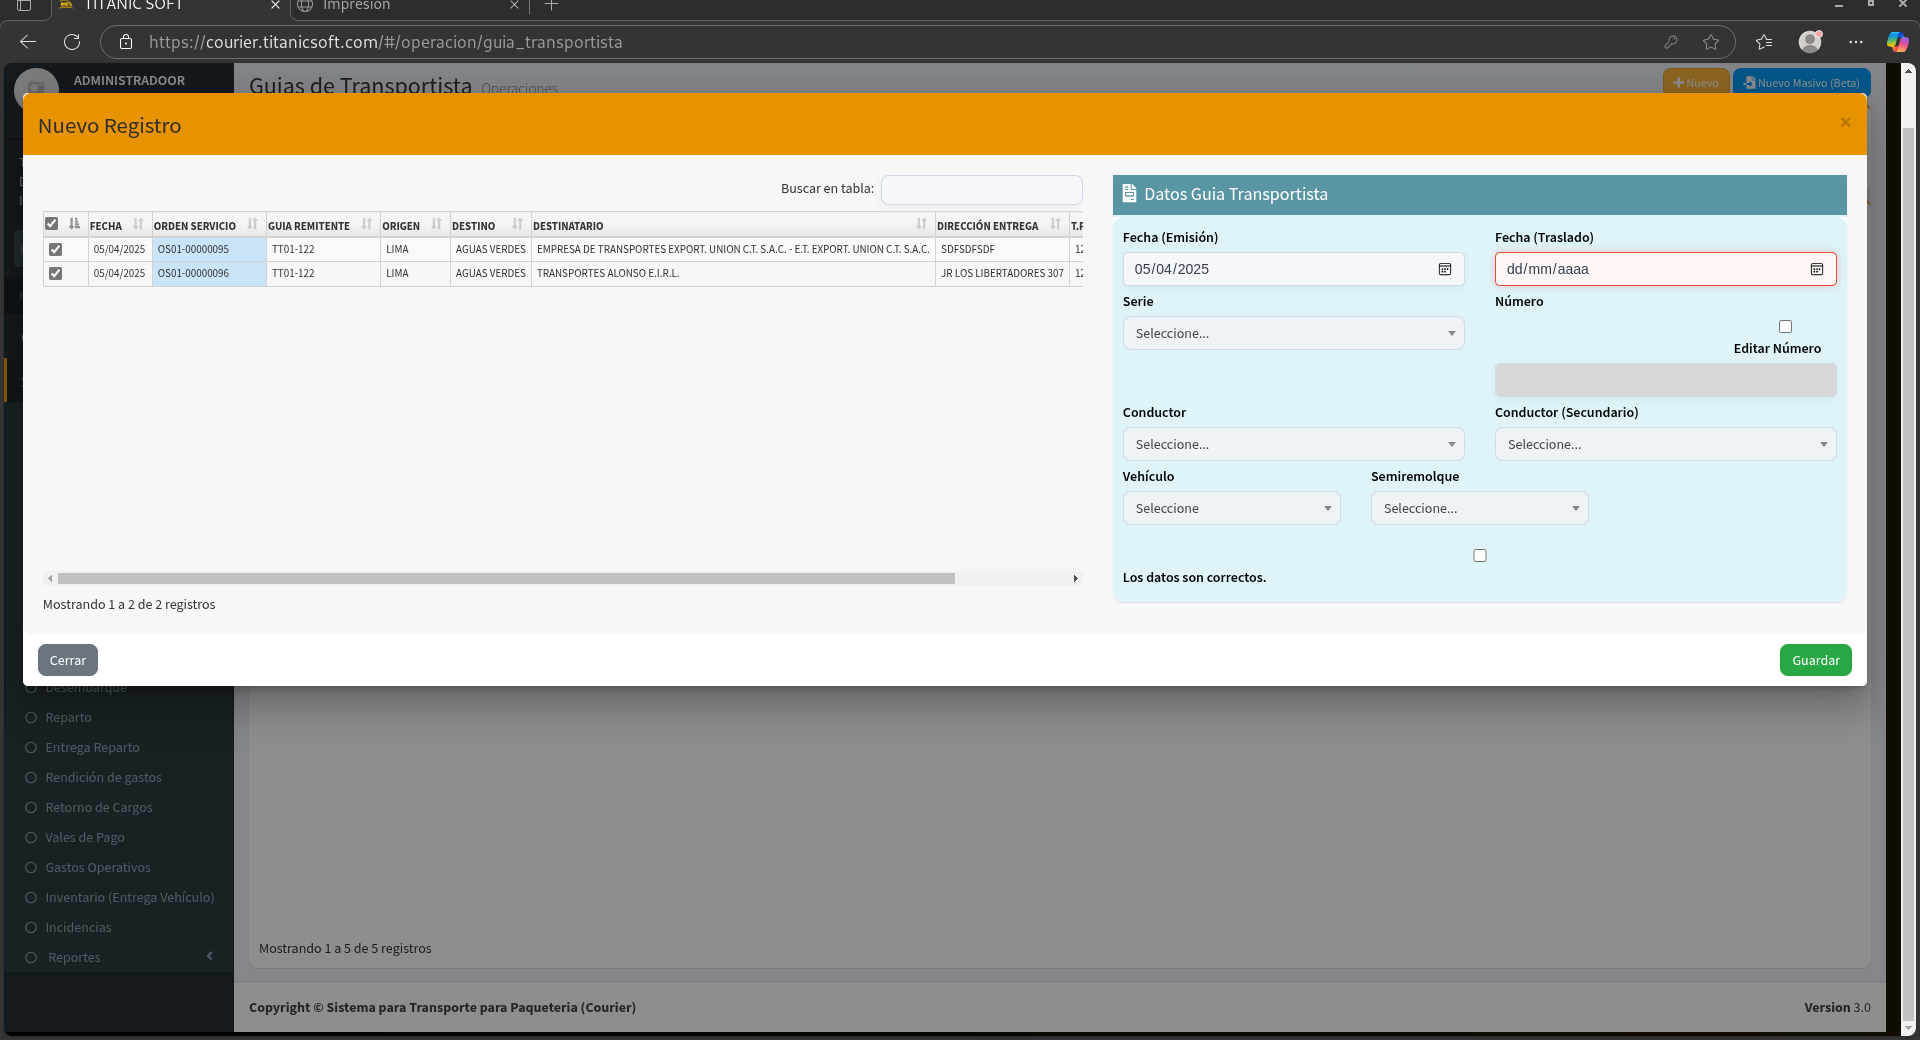 TITANIC SOFT
Impresión
https://courier.titanicsoft.com/#/operacion/guia_transportista
ADMINISTRADOOR
Guias de Transportista Operaciones
Nuevo
Nuevo Masivo (Beta)
Nuevo Registro
×
Buscar en tabla:
FECHA ORDEN SERVICIO GUIA REMITENTE ORIGEN DESTINO DESTINATARIO DIRECCIÓN ENTREGA
05/04/2025 OS01-00000095 TT01-122 LIMA AGUAS VERDES EMPRESA DE TRANSPORTES EXPORT. UNION C.T. S.A.C. - E.T. EXPORT. UNION C.T. S.A.C. SDFSDFSDF
05/04/2025 OS01-00000096 TT01-122 LIMA AGUAS VERDES TRANSPORTES ALONSO E.I.R.L. JR LOS LIBERTADORES 307
Mostrando 1 a 2 de 2 registros
Datos Guia Transportista
Fecha (Emisión) Fecha (Traslado)
05/04/2025 dd/mm/aaaa
Serie Número
Seleccione...
Editar Número
Conductor Conductor (Secundario)
Seleccione... Seleccione...
Vehículo Semiremolque
Seleccione Seleccione...
Los datos son correctos.
Cerrar Guardar
Desembarque
Reparto
Entrega Reparto
Rendición de gastos
Retorno de Cargos
Vales de Pago
Gastos Operativos
Inventario (Entrega Vehículo)
Incidencias
Reportes
Mostrando 1 a 5 de 5 registros
Copyright © Sistema para Transporte para Paqueteria (Courier) Version 3.0